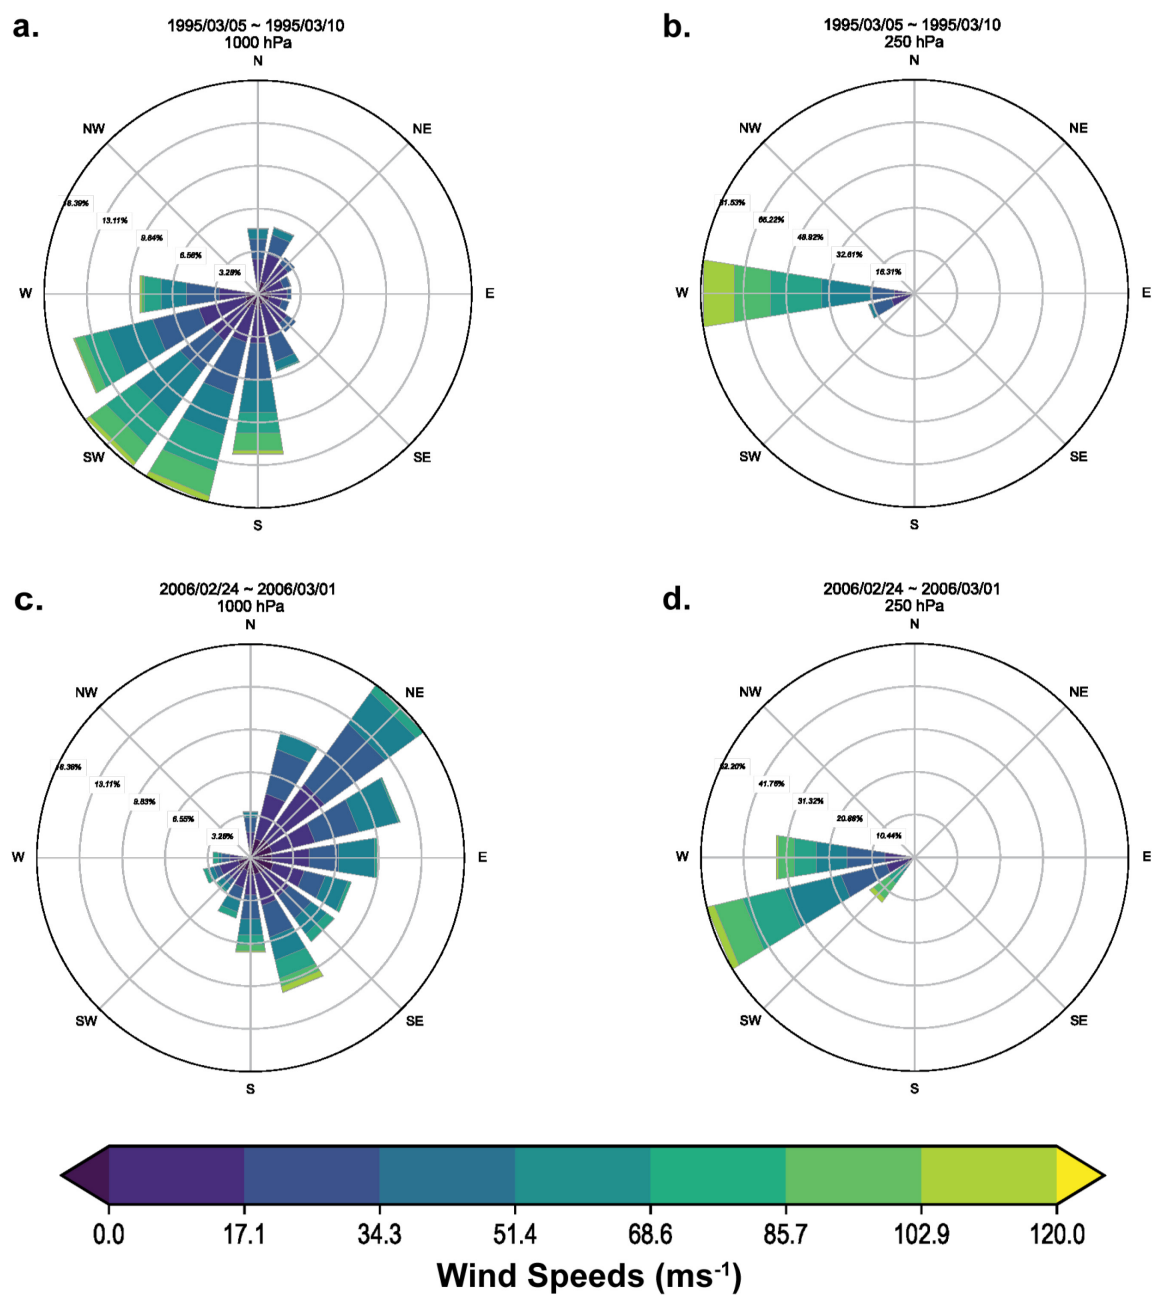 a.
1995/03/05 ~ 1995/03/10
1000 hPa
N
NW
NE
13.11%
9.84%
6.56%
3.28%
W
E
SW
SE
S
b.
1995/03/05 ~ 1995/03/10
250 hPa
N
NW
NE
32.61%
16.31%
W
E
SW
SE
S
c.
2006/02/24 ~ 2006/03/01
1000 hPa
N
NW
NE
13.11%
9.83%
6.55%
3.28%
W
E
SW
SE
S
d.
2006/02/24 ~ 2006/03/01
250 hPa
N
NW
NE
41.76%
31.32%
20.88%
10.44%
W
E
SW
SE
S
0.0 17.1 34.3 51.4 68.6 85.7 102.9 120.0
Wind Speeds (ms⁻¹)